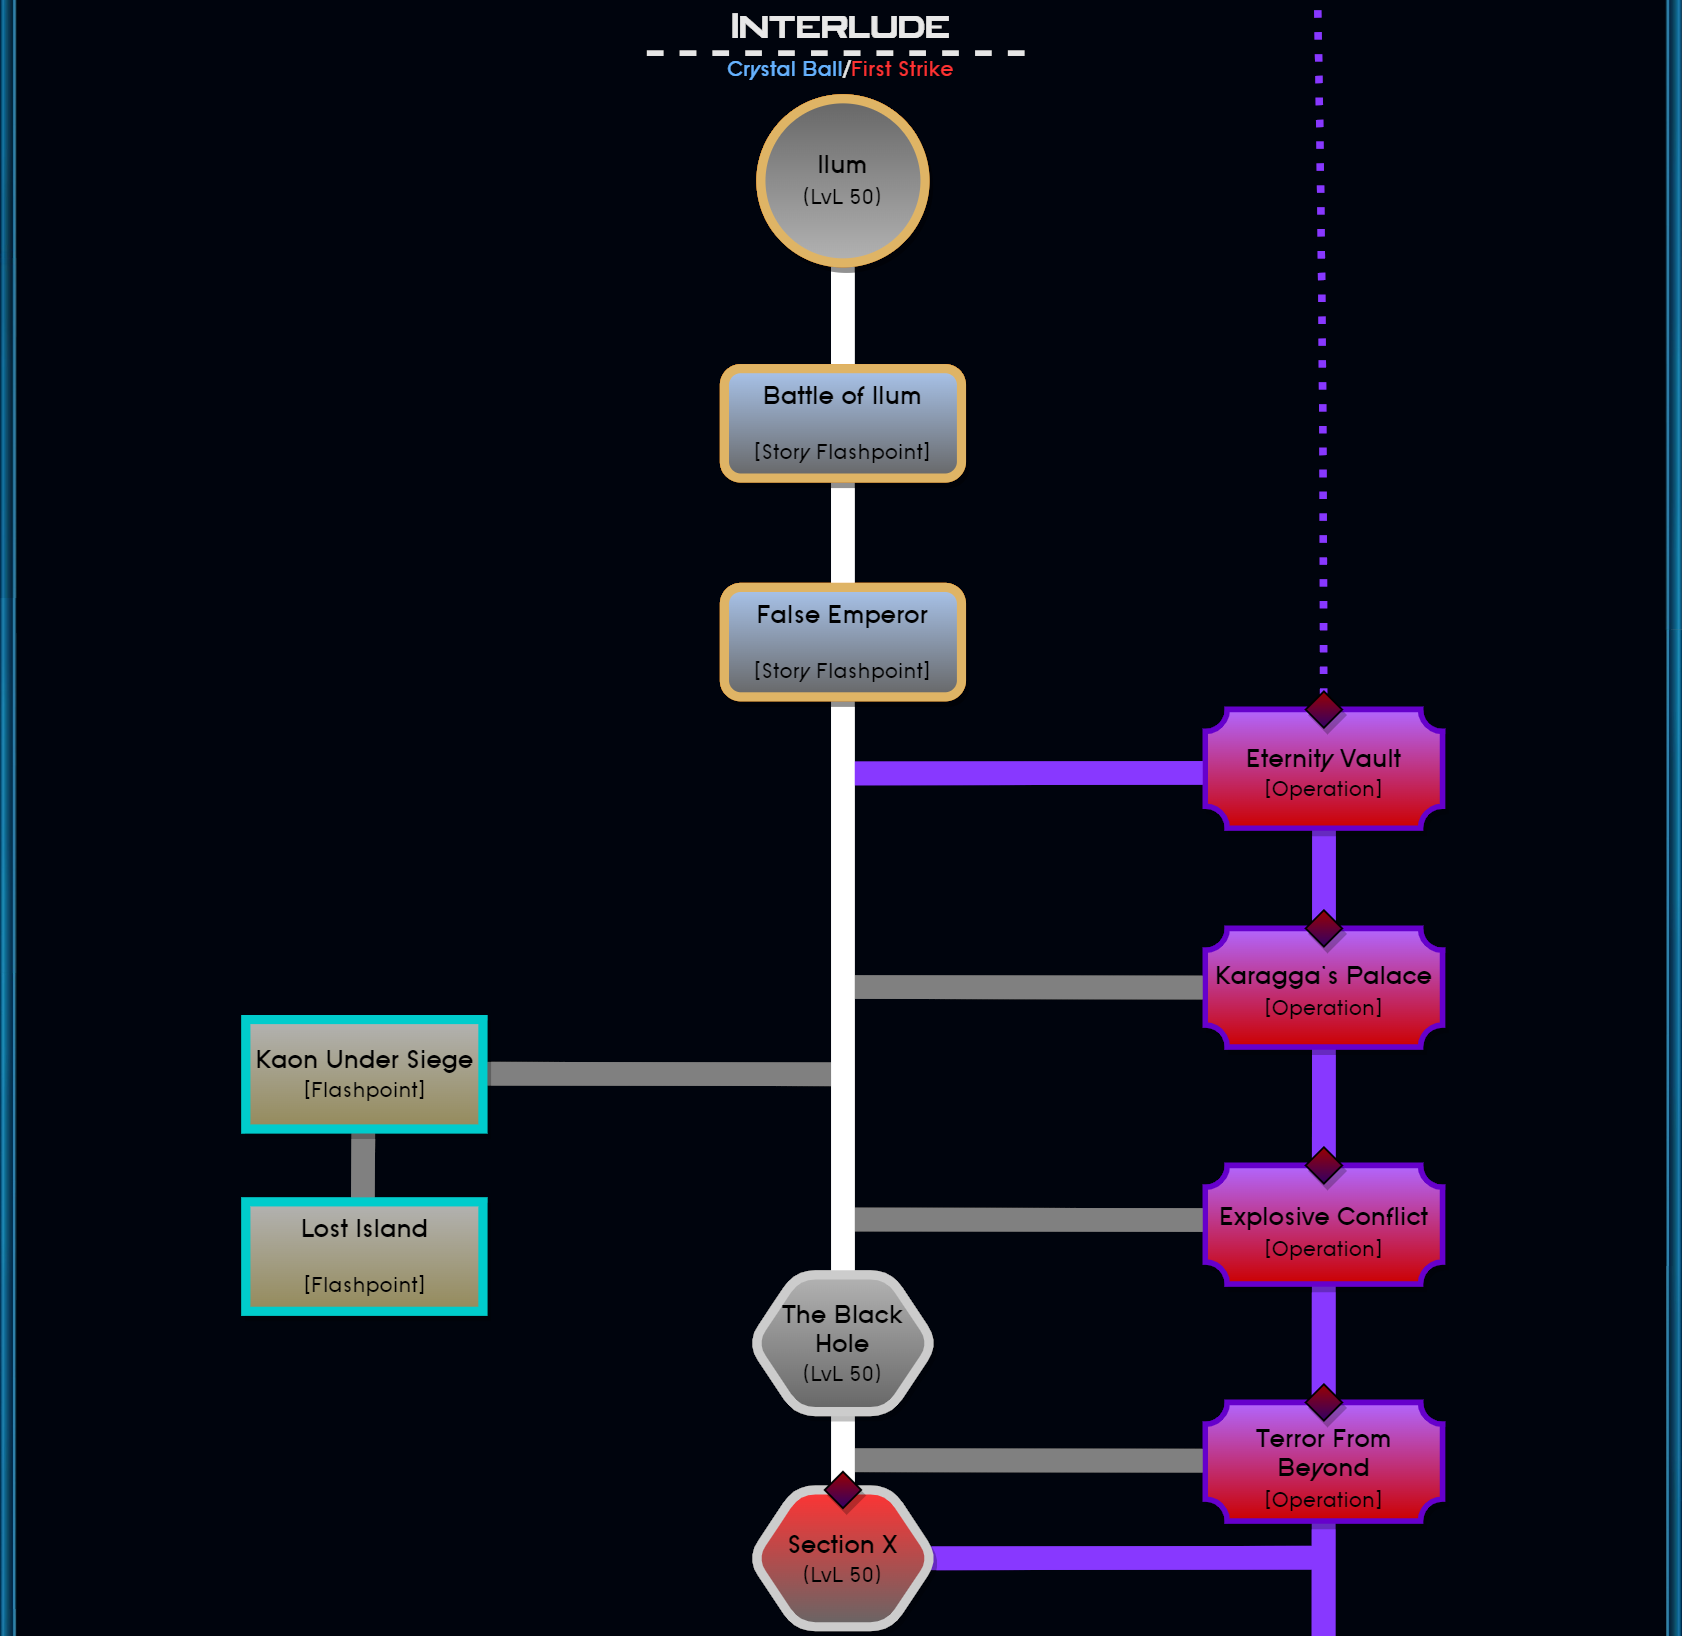 Interlude
Crystal Ball/First Strike
Ilum
(LvL 50)
Battle of Ilum
[Story Flashpoint]
False Emperor
[Story Flashpoint]
Eternity Vault
[Operation]
Karagga's Palace
[Operation]
Kaon Under Siege
[Flashpoint]
Lost Island
[Flashpoint]
Explosive Conflict
[Operation]
The Black
Hole
(LvL 50)
Terror From
Beyond
[Operation]
Section X
(LvL 50)